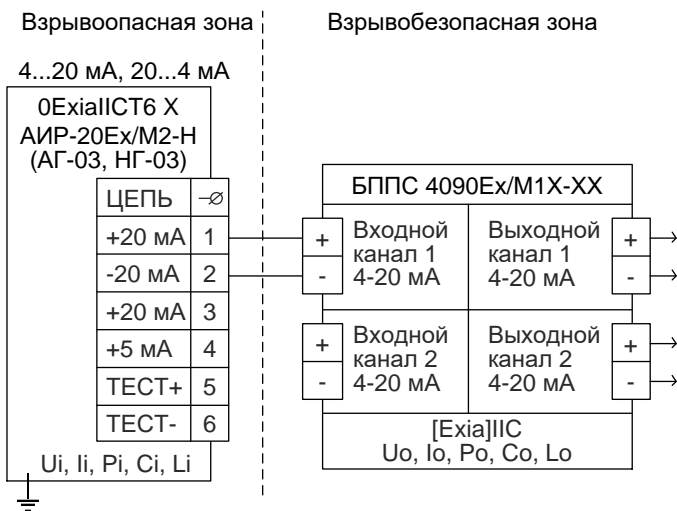 Взрывоопасная зона
Взрывобезопасная зона
4...20 мА, 20...4 мА
0ExiaIICT6 X
АИР-20Ex/М2-Н
(АГ-03, НГ-03)
ЦЕПЬ
+20 мА 1
-20 мА 2
+20 мА 3
+5 мА 4
ТЕСТ+ 5
ТЕСТ- 6
Ui, Ii, Pi, Ci, Li
БППС 4090Ex/М1Х-ХХ
+
-
Входной
канал 1
4-20 мА
Выходной
канал 1
4-20 мА
+
-
+
-
Входной
канал 2
4-20 мА
Выходной
канал 2
4-20 мА
+
-
[Exia]IIC
Uo, Io, Po, Co, Lo